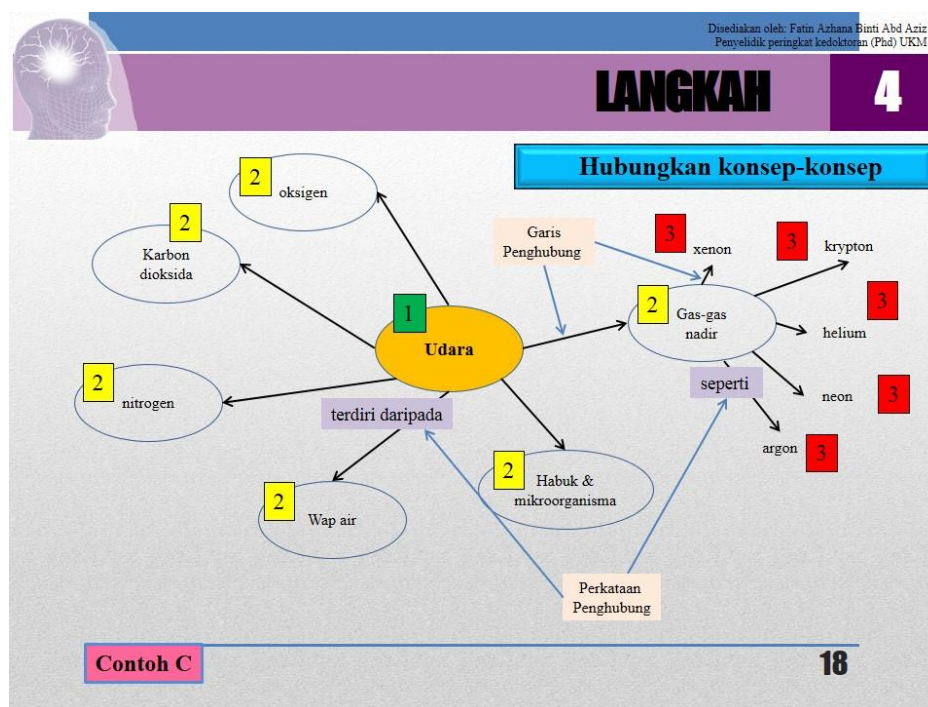 Disediakan oleh: Fatin Azhana Binti Abd Aziz
Penyelidik peringkat kedoktoran (Phd) UKM
LANGKAH
4
Hubungkan konsep-konsep
2
oksigen
2
Karbon
dioksida
Garis
Penghubung
3
xenon
3
krypton
1
Udara
2
Gas-gas
nadir
3
helium
2
nitrogen
seperti
neon
3
terdiri daripada
argon
3
2
Wap air
2
Habuk &
mikroorganisma
Perkataan
Penghubung
Contoh C
18